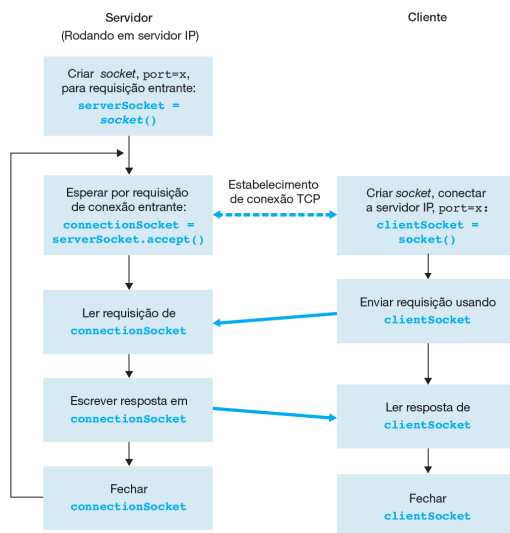 Servidor
(Rodando em servidor IP)
Criar socket, port=x,
para requisição entrante:
serverSocket =
socket()
Esperar por requisição
de conexão entrante:
connectionSocket =
serverSocket.accept()
Ler requisição de
connectionSocket
Escrever resposta em
connectionSocket
Fechar
connectionSocket
Estabelecimento
de conexão TCP
Cliente
Criar socket, conectar
a servidor IP, port=x:
clientSocket =
socket()
Enviar requisição usando
clientSocket
Ler resposta de
clientSocket
Fechar
clientSocket